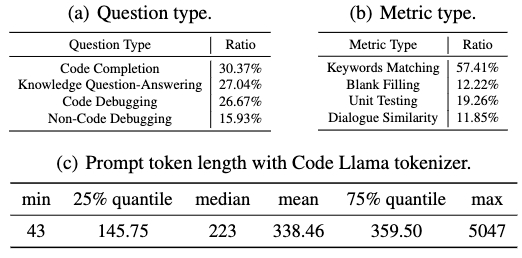 (a) Question type.
Question Type Ratio
Code Completion 30.37%
Knowledge Question-Answering 27.04%
Code Debugging 26.67%
Non-Code Debugging 15.93%
(b) Metric type.
Metric Type Ratio
Keywords Matching 57.41%
Blank Filling 12.22%
Unit Testing 19.26%
Dialogue Similarity 11.85%
(c) Prompt token length with Code Llama tokenizer.
min 25% quantile median mean 75% quantile max
43 145.75 223 338.46 359.50 5047